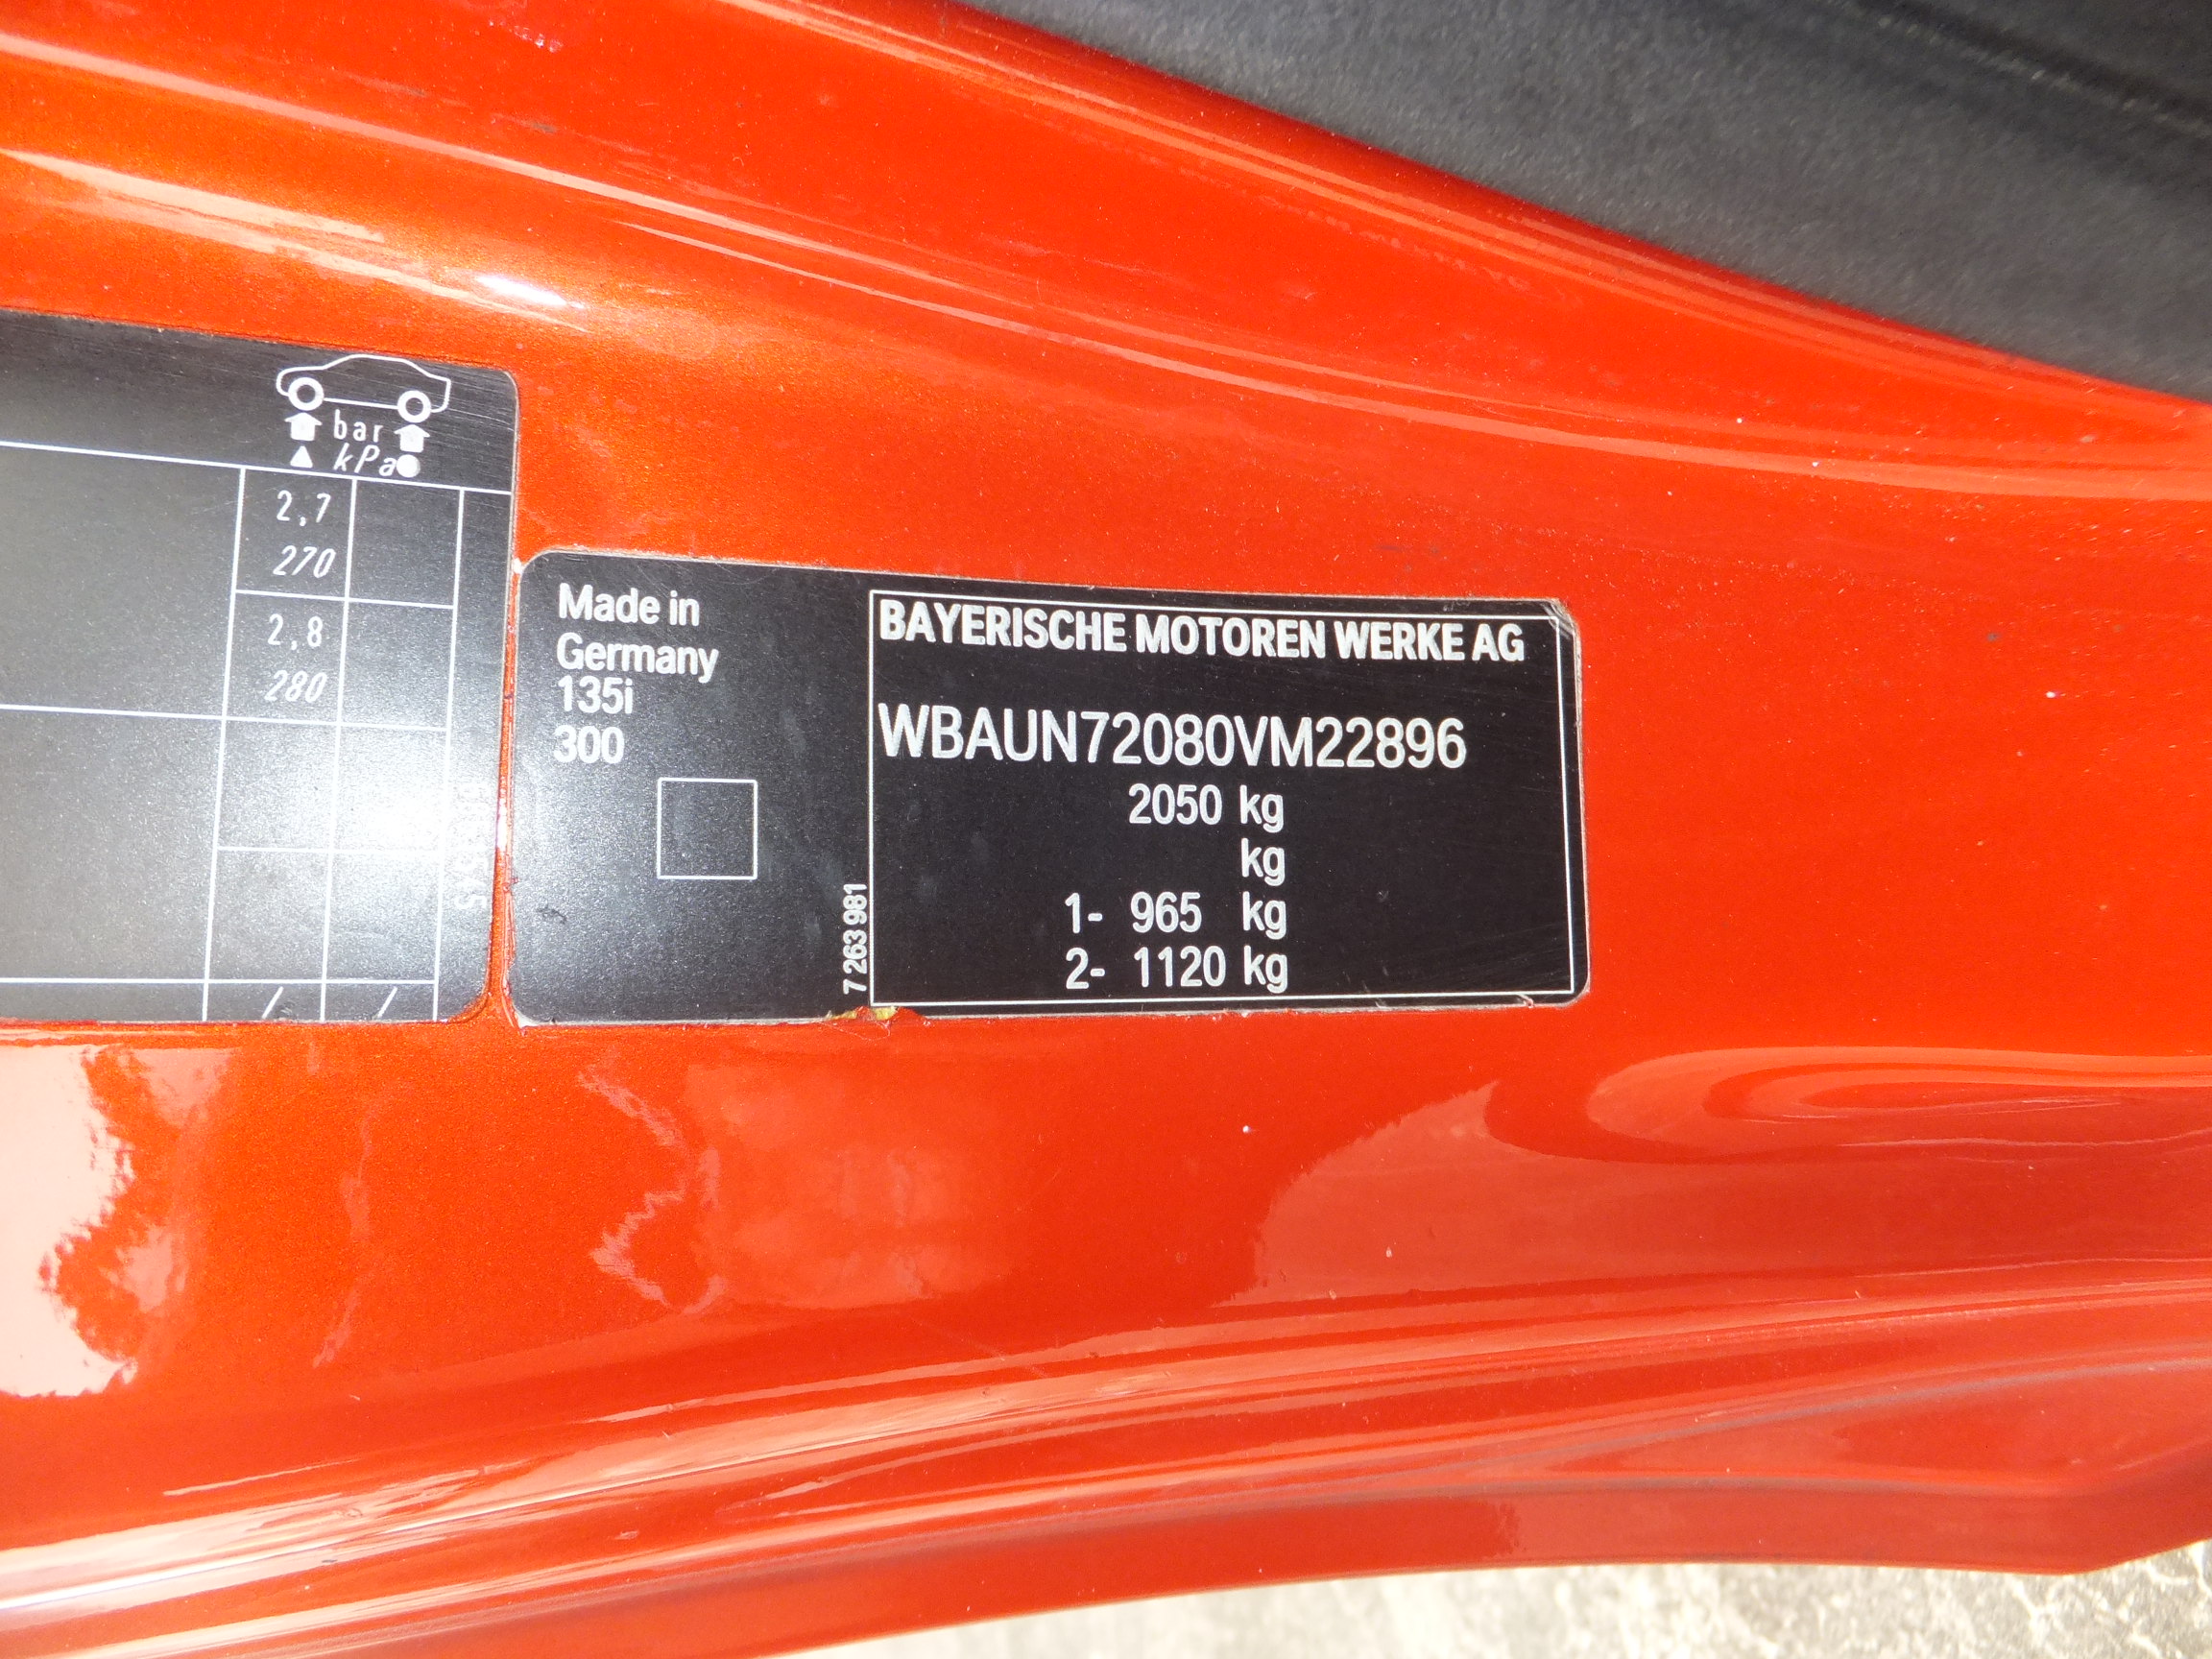 bar
kPa
2,7
270
2,8
280
/ /
Made in
Germany
135i
300
7 263 981
BAYERISCHE MOTOREN WERKE AG
WBAUN72080VM22896
2050 kg
kg
1- 965 kg
2- 1120 kg